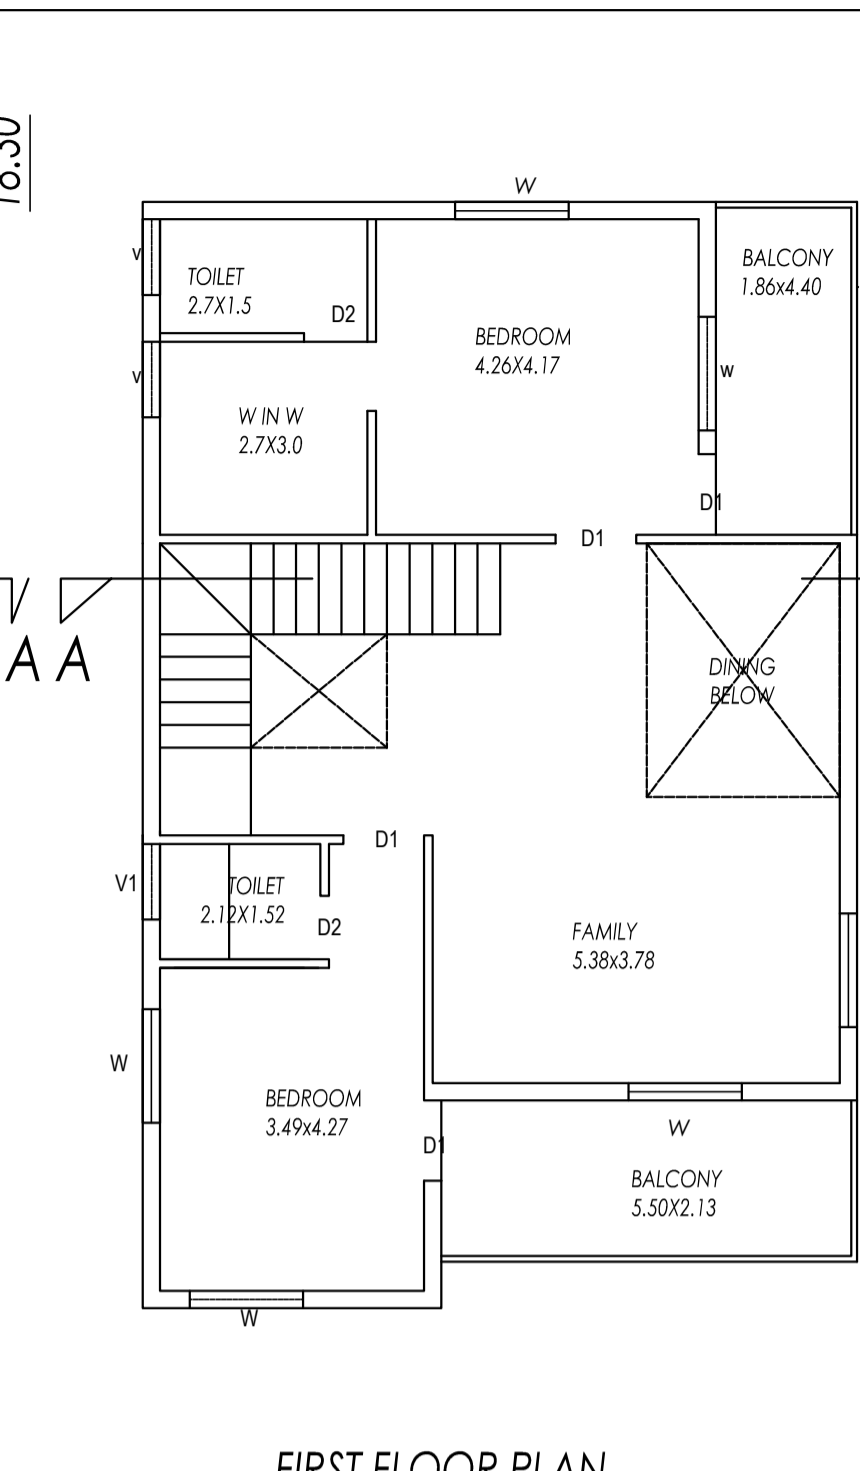 W
BALCONY
1.86x4.40
v
TOILET
2.7X1.5
D2
BEDROOM
4.26X4.17
v
w
W IN W
2.7X3.0
D1
D1
A A
DINING
BELOW
D1
V1
TOILET
2.12X1.52
D2
FAMILY
5.38x3.78
W
BEDROOM
3.49x4.27
D1
W
BALCONY
5.50X2.13
W
FIRST FLOOR PLAN